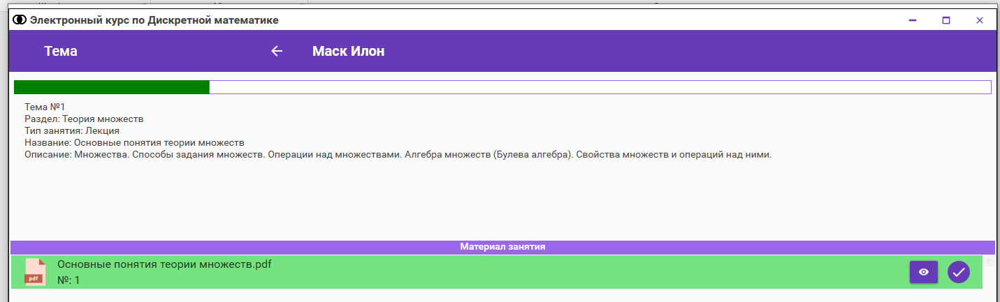 Электронный курс по Дискретной математике
Тема
Маск Илон
Тема №1
Раздел: Теория множеств
Тип занятия: Лекция
Название: Основные понятия теории множеств
Описание: Множества. Способы задания множеств. Операции над множествами. Алгебра множеств (Булева алгебра). Свойства множеств и операций над ними.
Материал занятия
pdf
Основные понятия теории множеств.pdf
№: 1